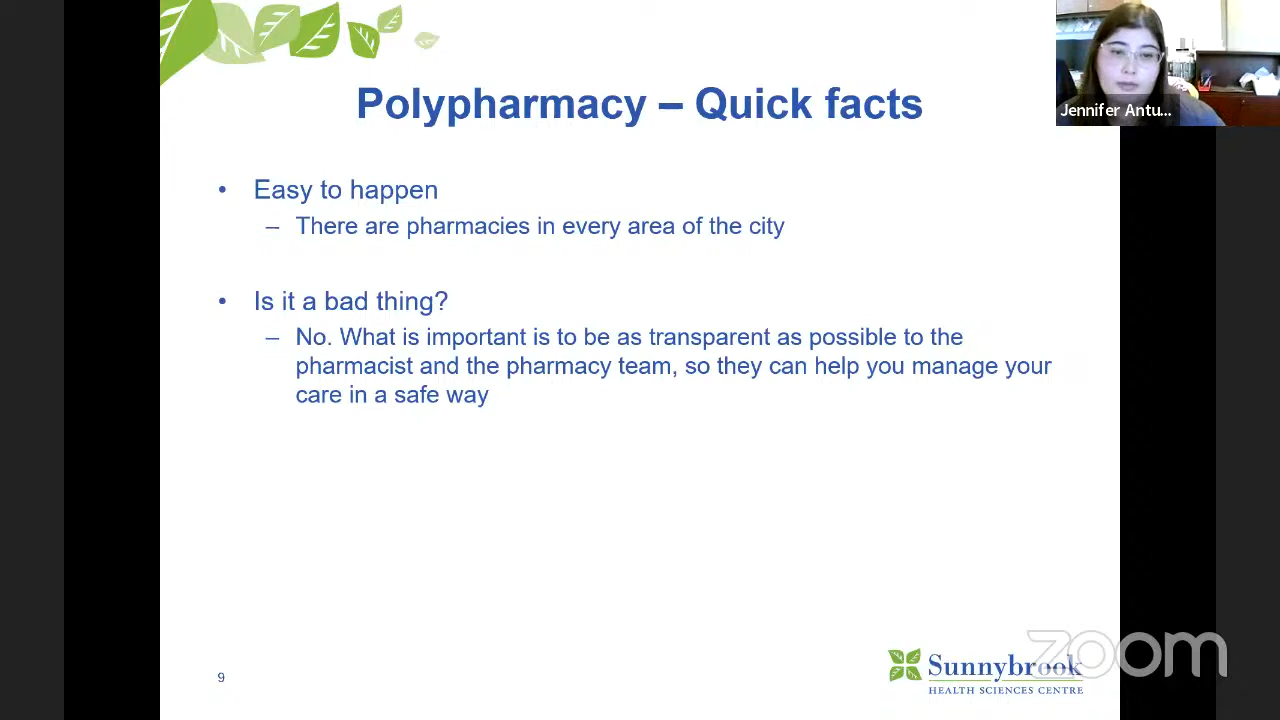 Polypharmacy – Quick facts
Jennifer Antu...
• Easy to happen
– There are pharmacies in every area of the city
• Is it a bad thing?
– No. What is important is to be as transparent as possible to the
pharmacist and the pharmacy team, so they can help you manage your
care in a safe way
9
Sunnybrook
HEALTH SCIENCES CENTRE
zoom